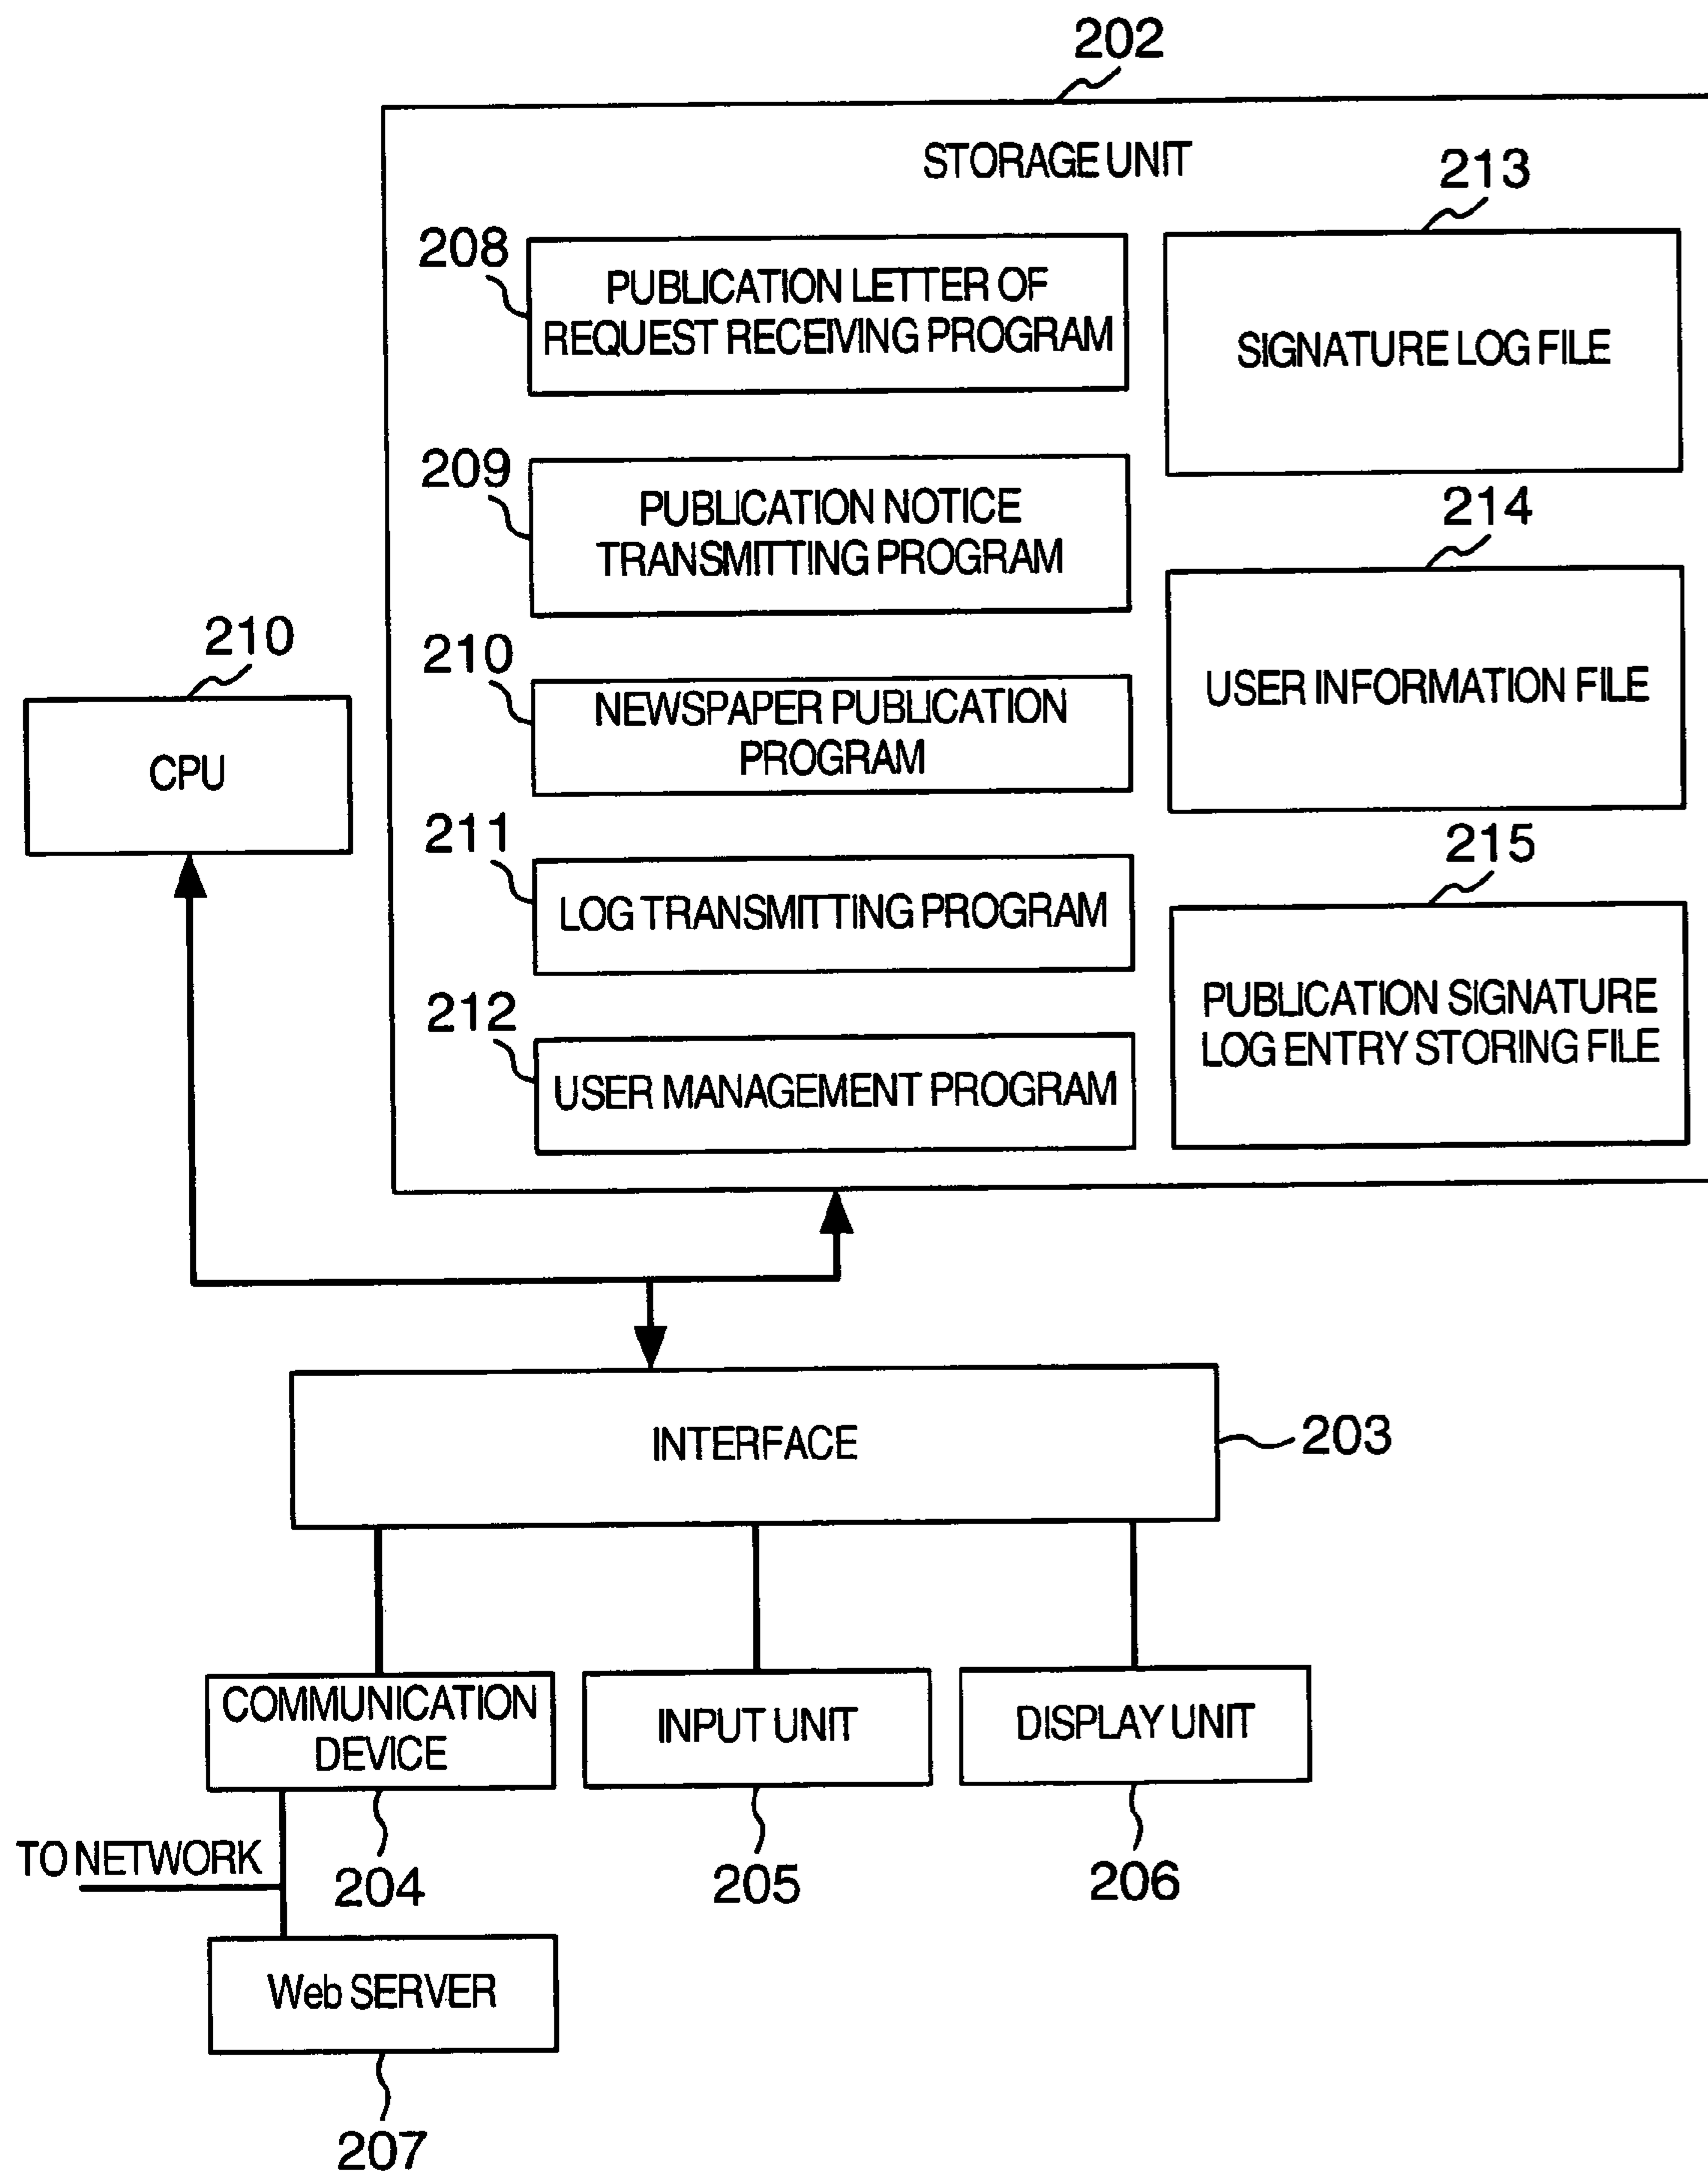 202
STORAGE UNIT
213
208
PUBLICATION LETTER OF
REQUEST RECEIVING PROGRAM
SIGNATURE LOG FILE
209
PUBLICATION NOTICE
TRANSMITTING PROGRAM
214
210
CPU
210
NEWSPAPER PUBLICATION
PROGRAM
USER INFORMATION FILE
211
LOG TRANSMITTING PROGRAM
215
212
USER MANAGEMENT PROGRAM
PUBLICATION SIGNATURE
LOG ENTRY STORING FILE
INTERFACE
203
COMMUNICATION
DEVICE
INPUT UNIT
DISPLAY UNIT
TO NETWORK
204
205
206
Web SERVER
207